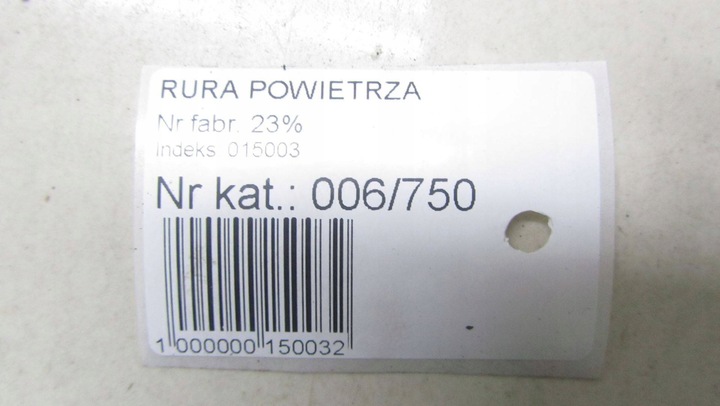 RURA POWIETRZA
Nr fabr. 23%
Indeks 015003
Nr kat.: 006/750
1 000000 150032